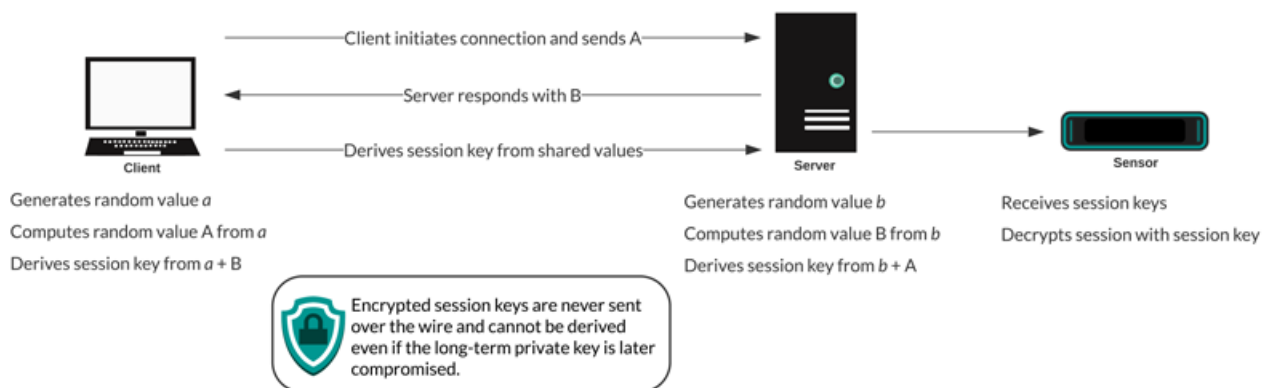 Client initiates connection and sends A
Server responds with B
Derives session key from shared values
Client
Server
Sensor
Generates random value a
Computes random value A from a
Derives session key from a + B
Generates random value b
Computes random value B from b
Derives session key from b + A
Receives session keys
Decrypts session with session key
Encrypted session keys are never sent
over the wire and cannot be derived
even if the long-term private key is later
compromised.